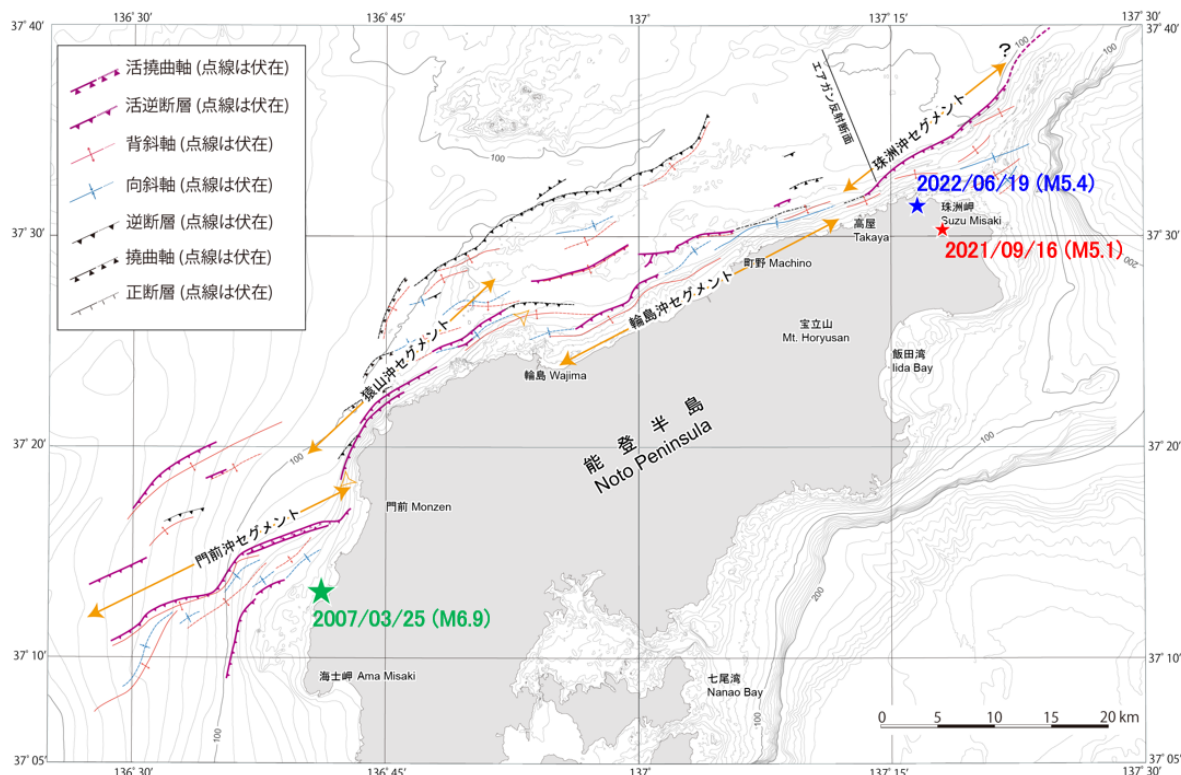 136° 30'
136° 45'
137°
137° 15'
137° 30'
37° 40'
37° 40'
活撓曲軸 (点線は伏在)
活逆断層 (点線は伏在)
背斜軸 (点線は伏在)
向斜軸 (点線は伏在)
逆断層 (点線は伏在)
撓曲軸 (点線は伏在)
正断層 (点線は伏在)
?
100
100
エアガン反射断面
珠洲沖セグメント
2022/06/19 (M5.4)
珠洲岬
Suzu Misaki
高屋
Takaya
2021/09/16 (M5.1)
37° 30'
37° 30'
200
町野 Machino
輪島沖セグメント
宝立山
Mt. Horyusan
飯田湾
Iida Bay
猿山沖セグメント
輪島 Wajima
能登半島
Noto Peninsula
37° 20'
37° 20'
100
100
門前 Monzen
門前沖セグメント
2007/03/25 (M6.9)
200
37° 10'
37° 10'
海士岬 Ama Misaki
七尾湾
Nanao Bay
100
100
0 5 10 15 20 km
37° 05'
37° 05'
136° 30'
136° 45'
137°
137° 15'
137° 30'